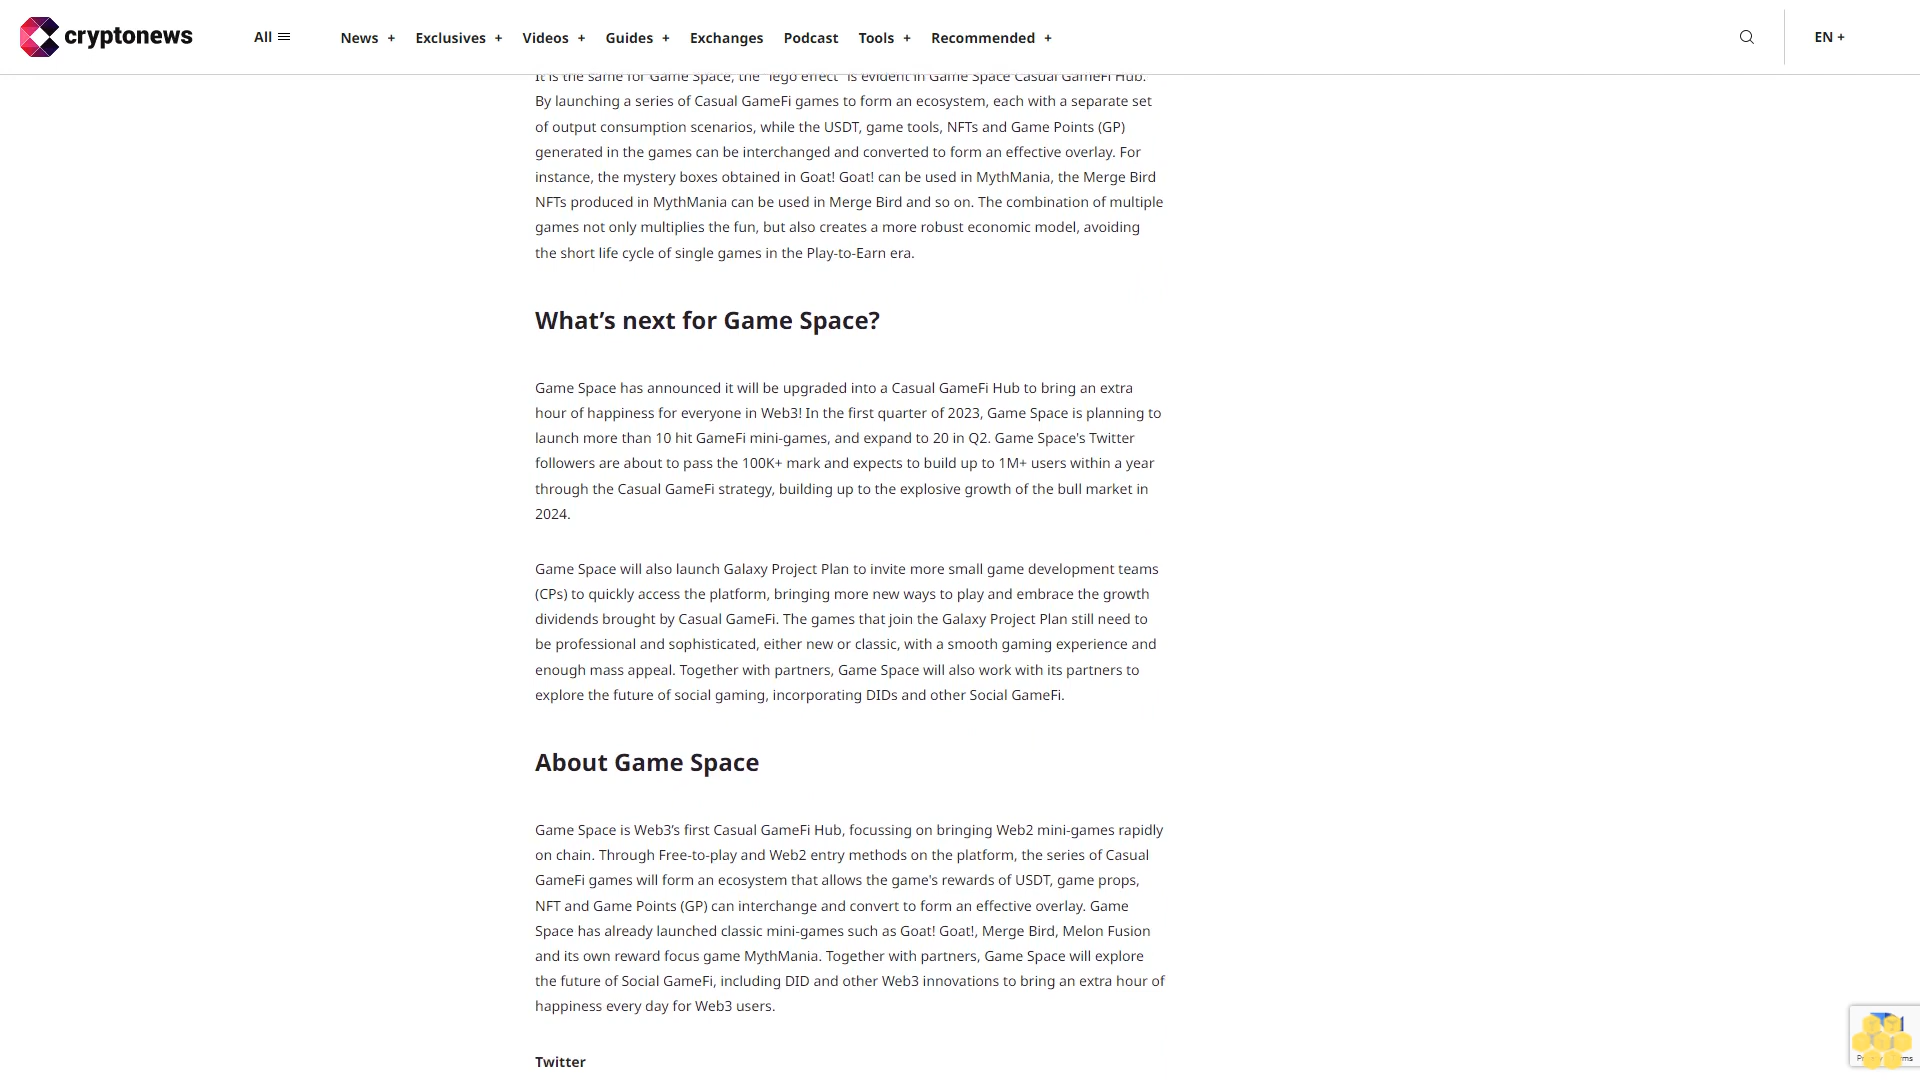 cryptonews
All
News +
Exclusives +
Videos +
Guides +
Exchanges
Podcast
Tools +
Recommended +
EN +
It is the same for Game Space, the "lego effect" is evident in Game Space Casual GameFi Hub.
By launching a series of Casual GameFi games to form an ecosystem, each with a separate set
of output consumption scenarios, while the USDT, game tools, NFTs and Game Points (GP)
generated in the games can be interchanged and converted to form an effective overlay. For
instance, the mystery boxes obtained in Goat! Goat! can be used in MythMania, the Merge Bird
NFTs produced in MythMania can be used in Merge Bird and so on. The combination of multiple
games not only multiplies the fun, but also creates a more robust economic model, avoiding
the short life cycle of single games in the Play-to-Earn era.
What’s next for Game Space?
Game Space has announced it will be upgraded into a Casual GameFi Hub to bring an extra
hour of happiness for everyone in Web3! In the first quarter of 2023, Game Space is planning to
launch more than 10 hit GameFi mini-games, and expand to 20 in Q2. Game Space's Twitter
followers are about to pass the 100K+ mark and expects to build up to 1M+ users within a year
through the Casual GameFi strategy, building up to the explosive growth of the bull market in
2024.
Game Space will also launch Galaxy Project Plan to invite more small game development teams
(CPs) to quickly access the platform, bringing more new ways to play and embrace the growth
dividends brought by Casual GameFi. The games that join the Galaxy Project Plan still need to
be professional and sophisticated, either new or classic, with a smooth gaming experience and
enough mass appeal. Together with partners, Game Space will also work with its partners to
explore the future of social gaming, incorporating DIDs and other Social GameFi.
About Game Space
Game Space is Web3’s first Casual GameFi Hub, focussing on bringing Web2 mini-games rapidly
on chain. Through Free-to-play and Web2 entry methods on the platform, the series of Casual
GameFi games will form an ecosystem that allows the game's rewards of USDT, game props,
NFT and Game Points (GP) can interchange and convert to form an effective overlay. Game
Space has already launched classic mini-games such as Goat! Goat!, Merge Bird, Melon Fusion
and its own reward focus game MythMania. Together with partners, Game Space will explore
the future of Social GameFi, including DID and other Web3 innovations to bring an extra hour of
happiness every day for Web3 users.
Twitter